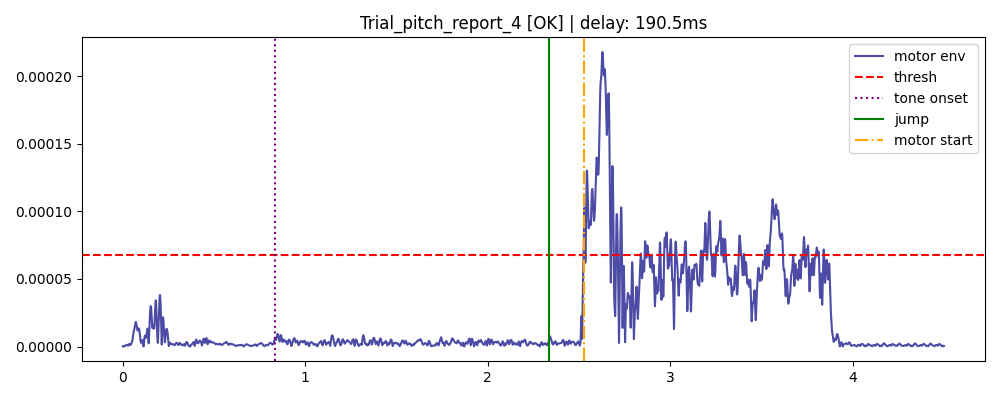 Trial_pitch_report_4 [OK] | delay: 190.5ms
0.00020
0.00015
0.00010
0.00005
0.00000
motor env
thresh
tone onset
jump
motor start
0
1
2
3
4